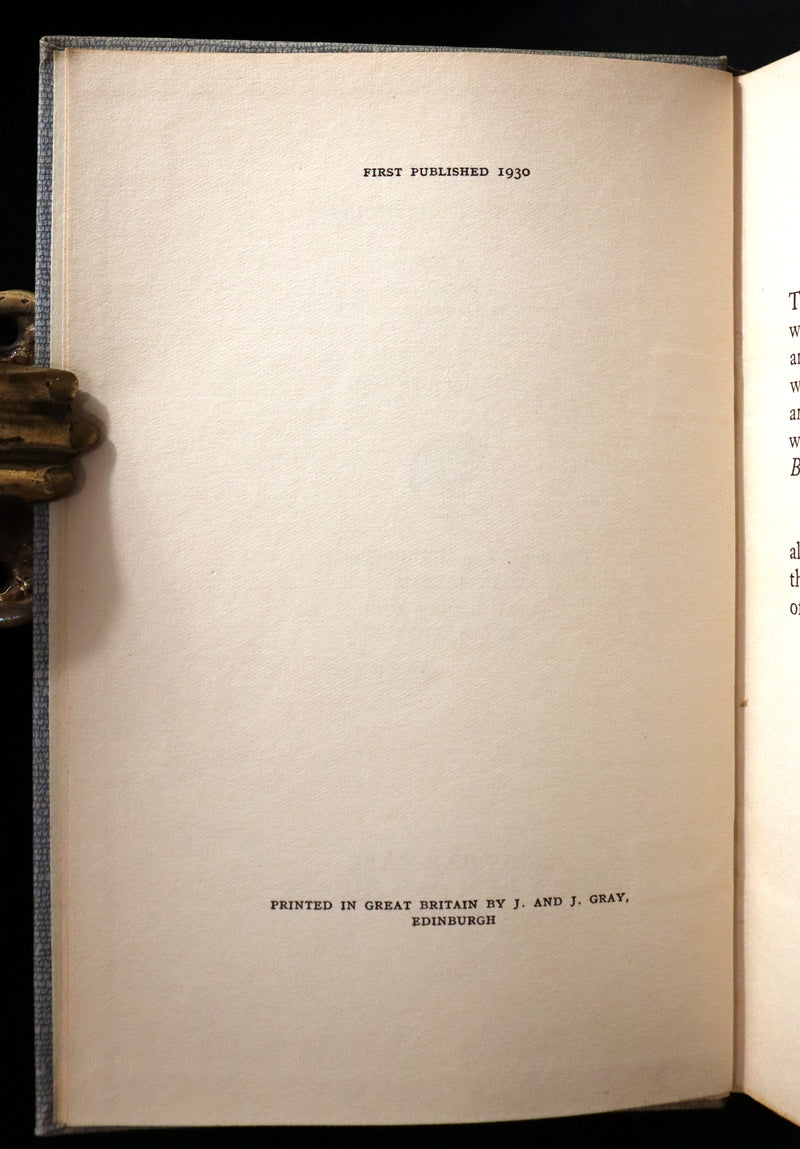 FIRST PUBLISHED 1930
PRINTED IN GREAT BRITAIN BY J. AND J. GRAY,
EDINBURGH